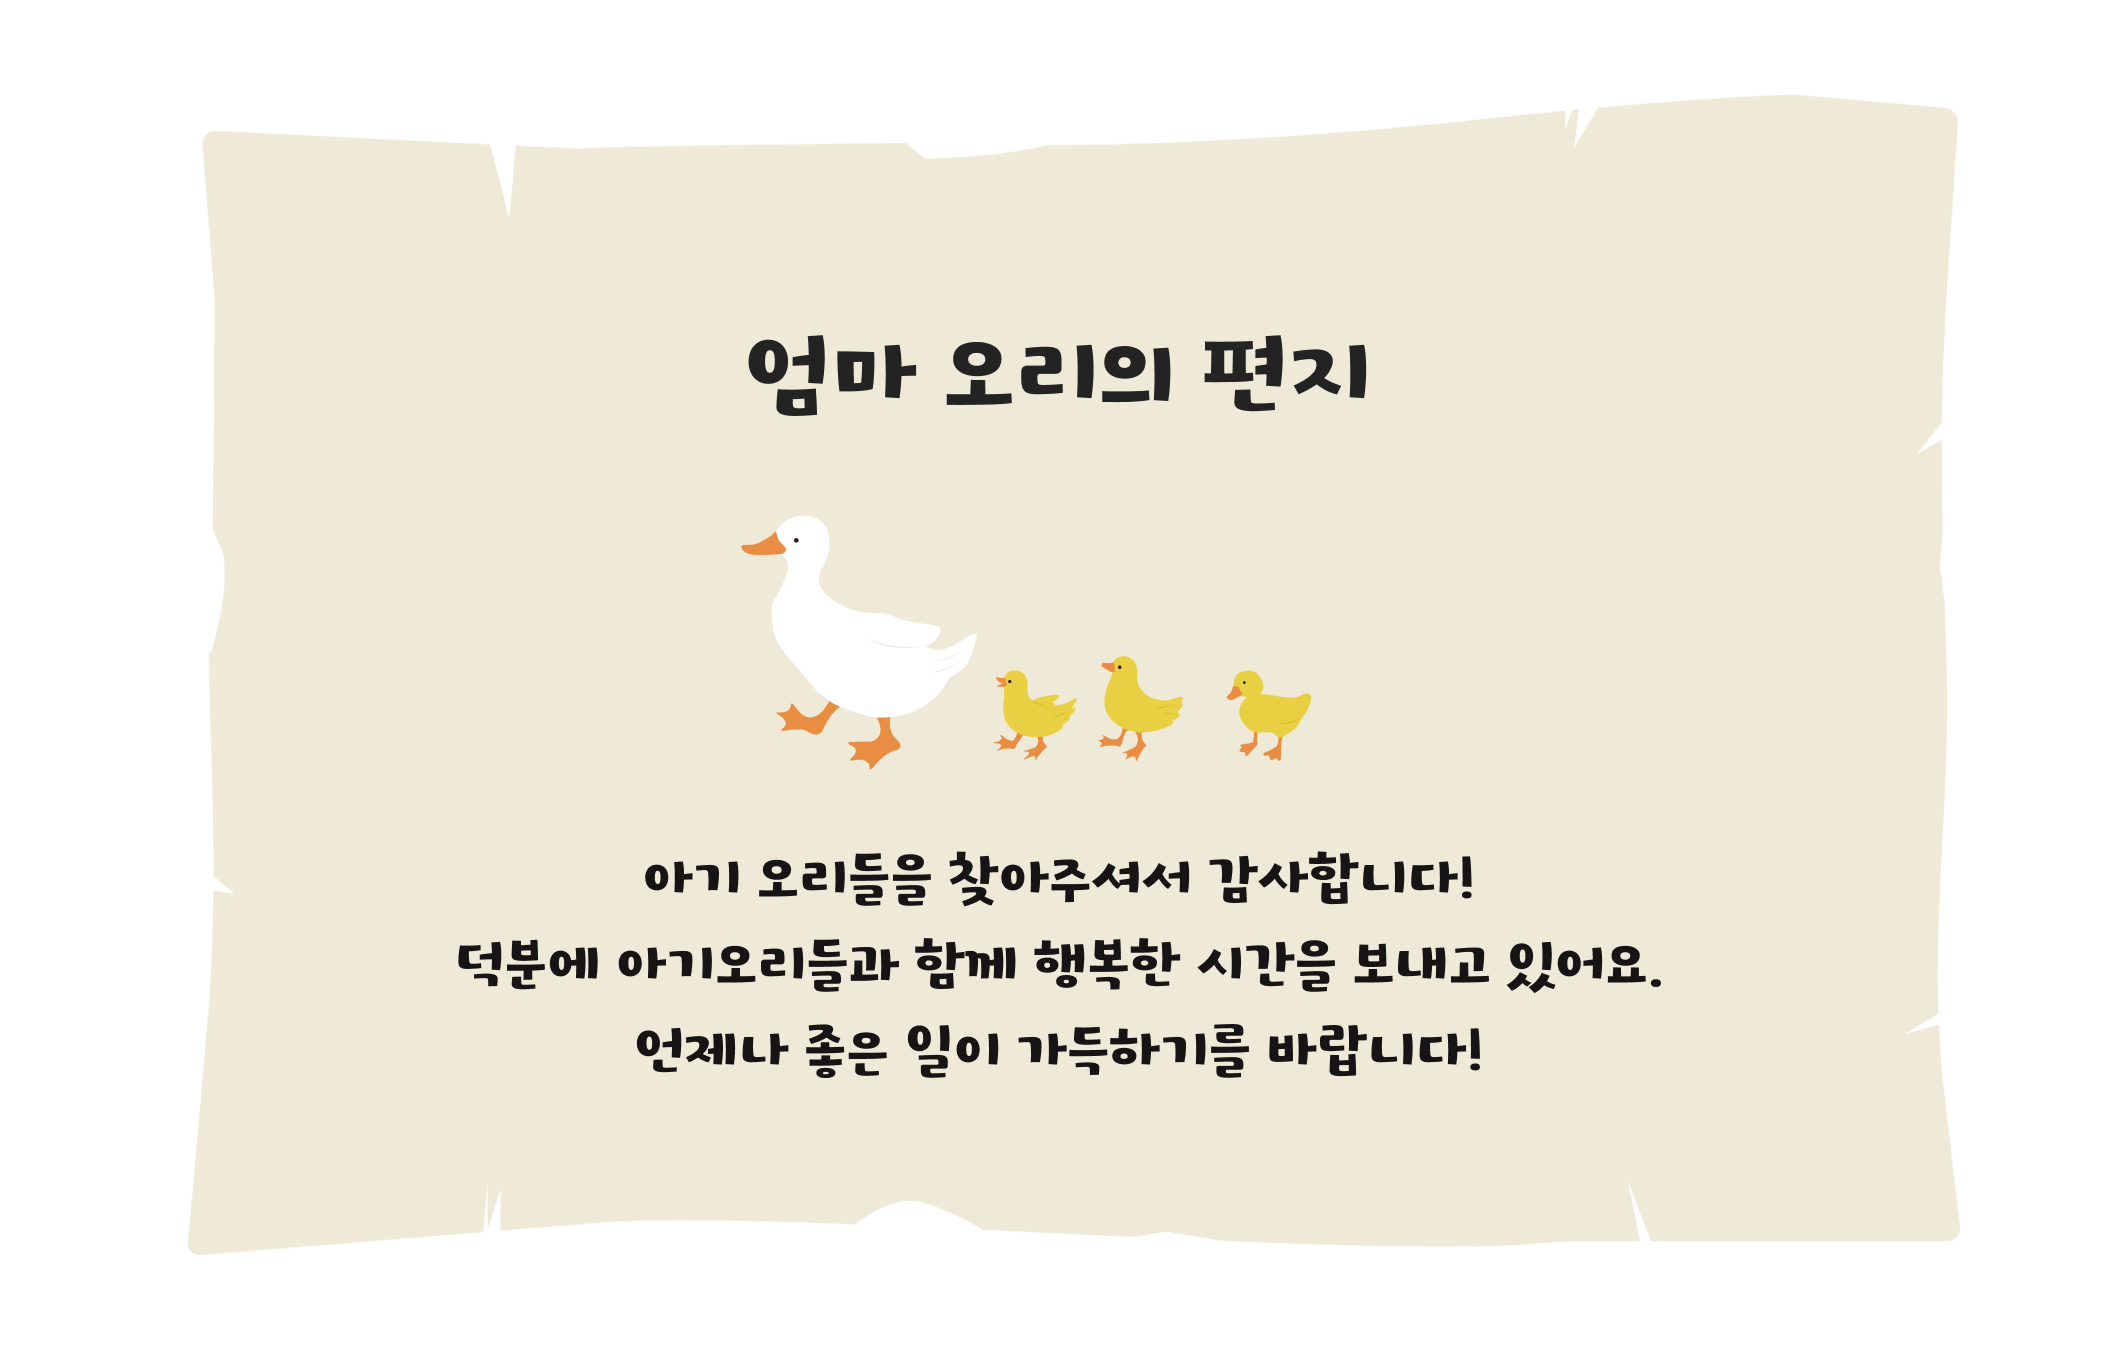 엄마 오리의 편지
아기 오리들을 찾아주셔서 감사합니다!
덕분에 아기오리들과 함께 행복한 시간을 보내고 있어요.
언제나 좋은 일이 가득하기를 바랍니다!